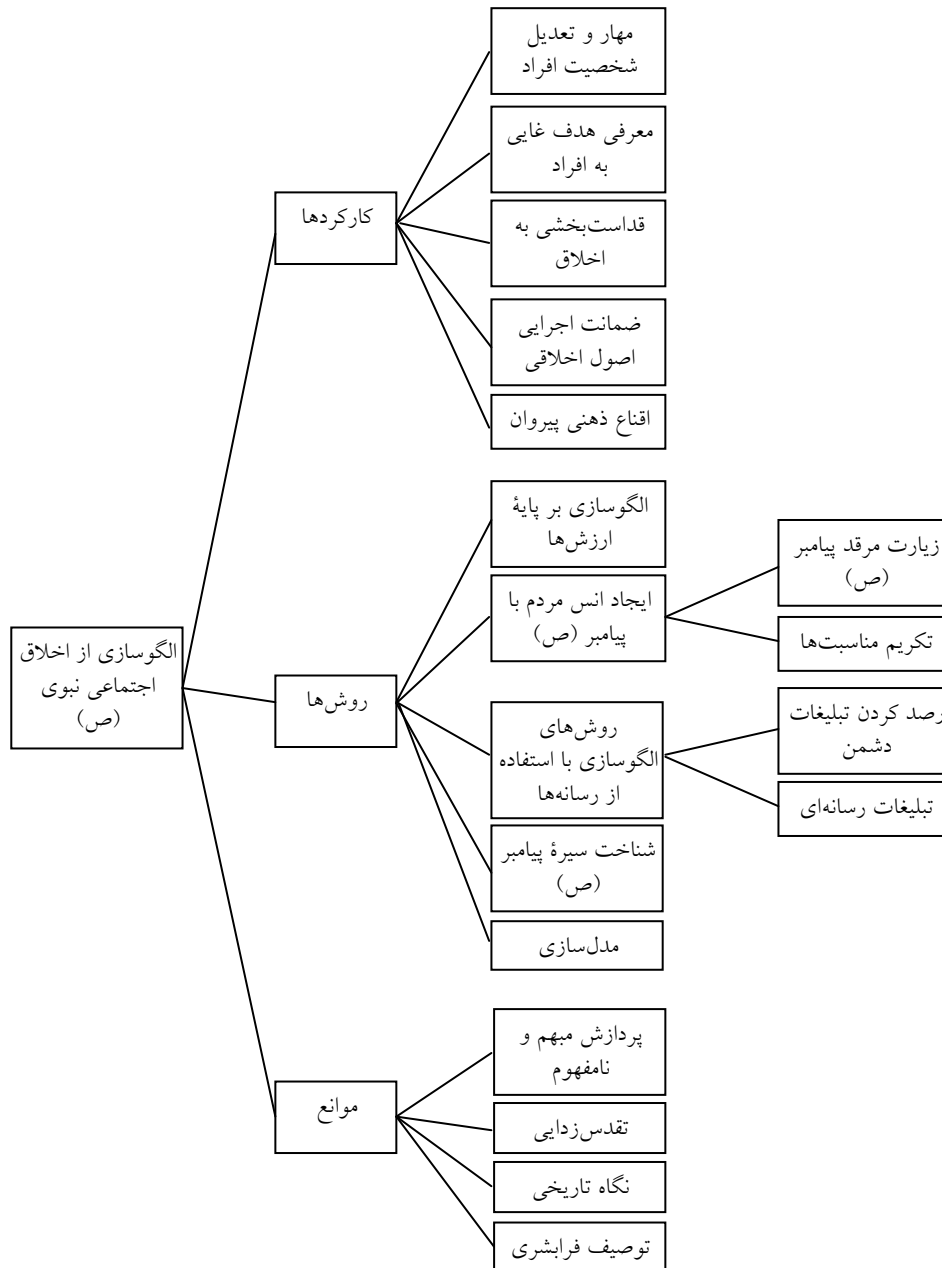 مهار و تعدیل
شخصیت افراد
معرفی هدف غایی
به افراد
قداست‌بخشی به
اخلاق
ضمانت اجرایی
اصول اخلاقی
اقناع ذهنی پیروان
کارکردها
الگوسازی بر پایهٔ
ارزش‌ها
ایجاد انس مردم با
پیامبر (ص)
زیارت مرقد پیامبر
(ص)
تکریم مناسبت‌ها
الگوسازی از اخلاق
اجتماعی نبوی
(ص)
روش‌ها
روش‌های
الگوسازی با استفاده
از رسانه‌ها
رصد کردن تبلیغات
دشمن
تبلیغات رسانه‌ای
شناخت سیرهٔ پیامبر
(ص)
مدل‌سازی
موانع
پردازش مبهم و
نامفهوم
تقدس‌زدایی
نگاه تاریخی
توصیف فرابشری